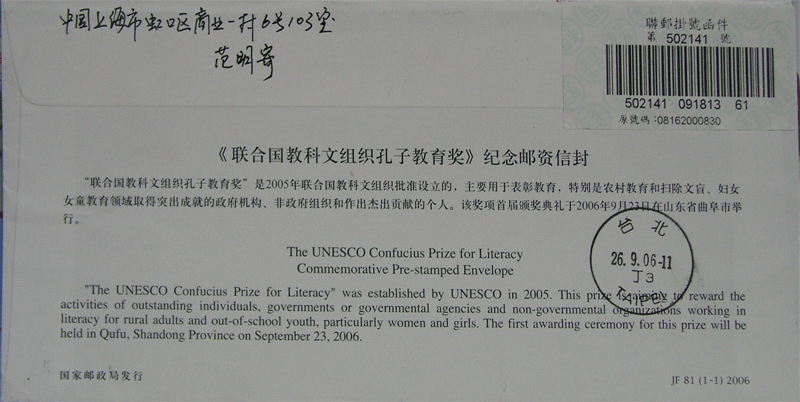 中国上海市虹口区商业一村6号103室
范明寄
聯郵掛號函件
第 502141 號
502141 091813 61
原號碼:08162000830
《联合国教科文组织孔子教育奖》纪念邮资信封
“联合国教科文组织孔子教育奖”是2005年联合国教科文组织批准设立的，主要用于表彰教育，特别是农村教育和扫除文盲、妇女
女童教育领域取得突出成就的政府机构、非政府组织和作出杰出贡献的个人。该奖项首届颁奖典礼于2006年9月23日在山东省曲阜市举
行。
台北
26.9.06-11
丁3
TAIPEI
The UNESCO Confucius Prize for Literacy
Commemorative Pre-stamped Envelope
"The UNESCO Confucius Prize for Literacy" was established by UNESCO in 2005. This prize is aiming to reward the
activities of outstanding individuals, governments or governmental agencies and non-governmental organizations working in
literacy for rural adults and out-of-school youth, particularly women and girls. The first awarding ceremony for this prize will be
held in Qufu, Shandong Province on September 23, 2006.
国家邮政局发行
JF 81 (1-1) 2006